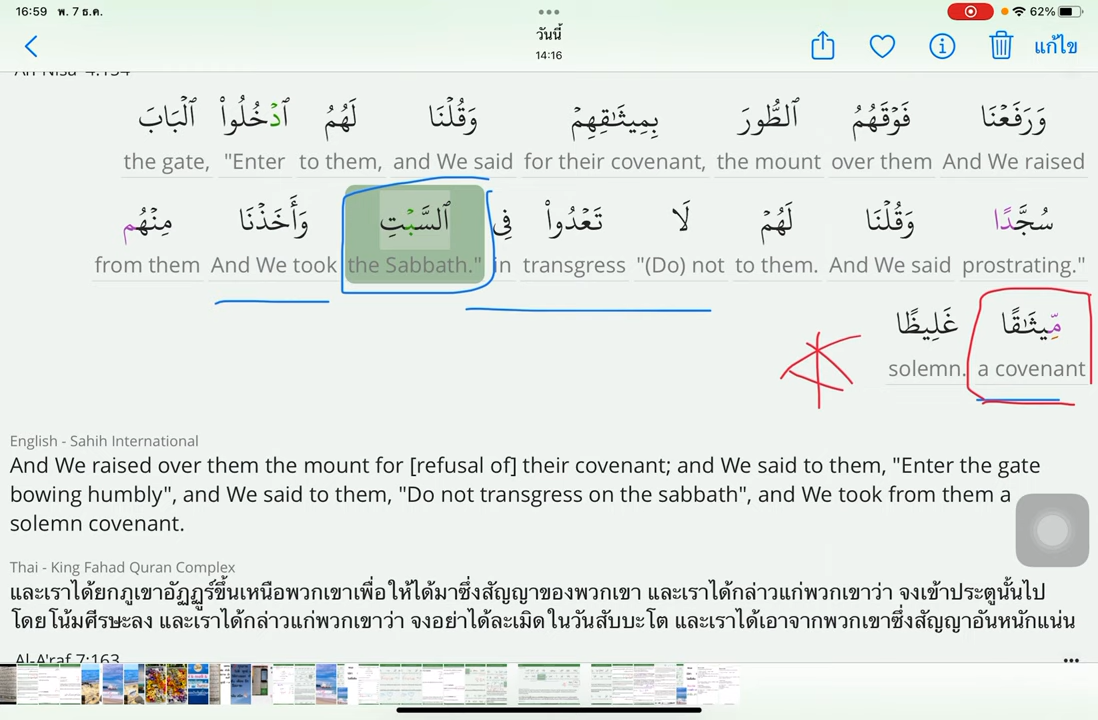 16:59 พ. 7 ธ.ค.
62%
วันนี้
14:16
แก้ไข
وَرَفَعۡنَا فَوۡقَهُمُ ٱلطُّورَ بِمِيثَٰقِهِمۡ وَقُلۡنَا لَهُمُ ٱدۡخُلُواْ ٱلۡبَابَ
the gate, "Enter to them, and We said for their covenant, the mount over them And We raised
سُجَّدًا وَقُلۡنَا لَهُمۡ لَا تَعۡدُواْ فِي ٱلسَّبۡتِ وَأَخَذۡنَا مِنۡهُم
from them And We took the Sabbath." in transgress "(Do) not to them. And We said prostrating."
مِّيثَٰقًا غَلِيظٗا
solemn. a covenant
English - Sahih International
And We raised over them the mount for [refusal of] their covenant; and We said to them, "Enter the gate
bowing humbly", and We said to them, "Do not transgress on the sabbath", and We took from them a
solemn covenant.
Thai - King Fahad Quran Complex
และเราได้ยกภูเขาอัฏฏูร์ขึ้นเหนือพวกเขาเพื่อให้ได้มาซึ่งสัญญาของพวกเขา และเราได้กล่าวแก่พวกเขาว่า จงเข้าประตูนั้นไป
โดยโน้มศีรษะลง และเราได้กล่าวแก่พวกเขาว่า จงอย่าได้ละเมิดในวันสับบะโต และเราได้เอาจากพวกเขาซึ่งสัญญาอันหนักแน่น
Al-A'raf 7:163